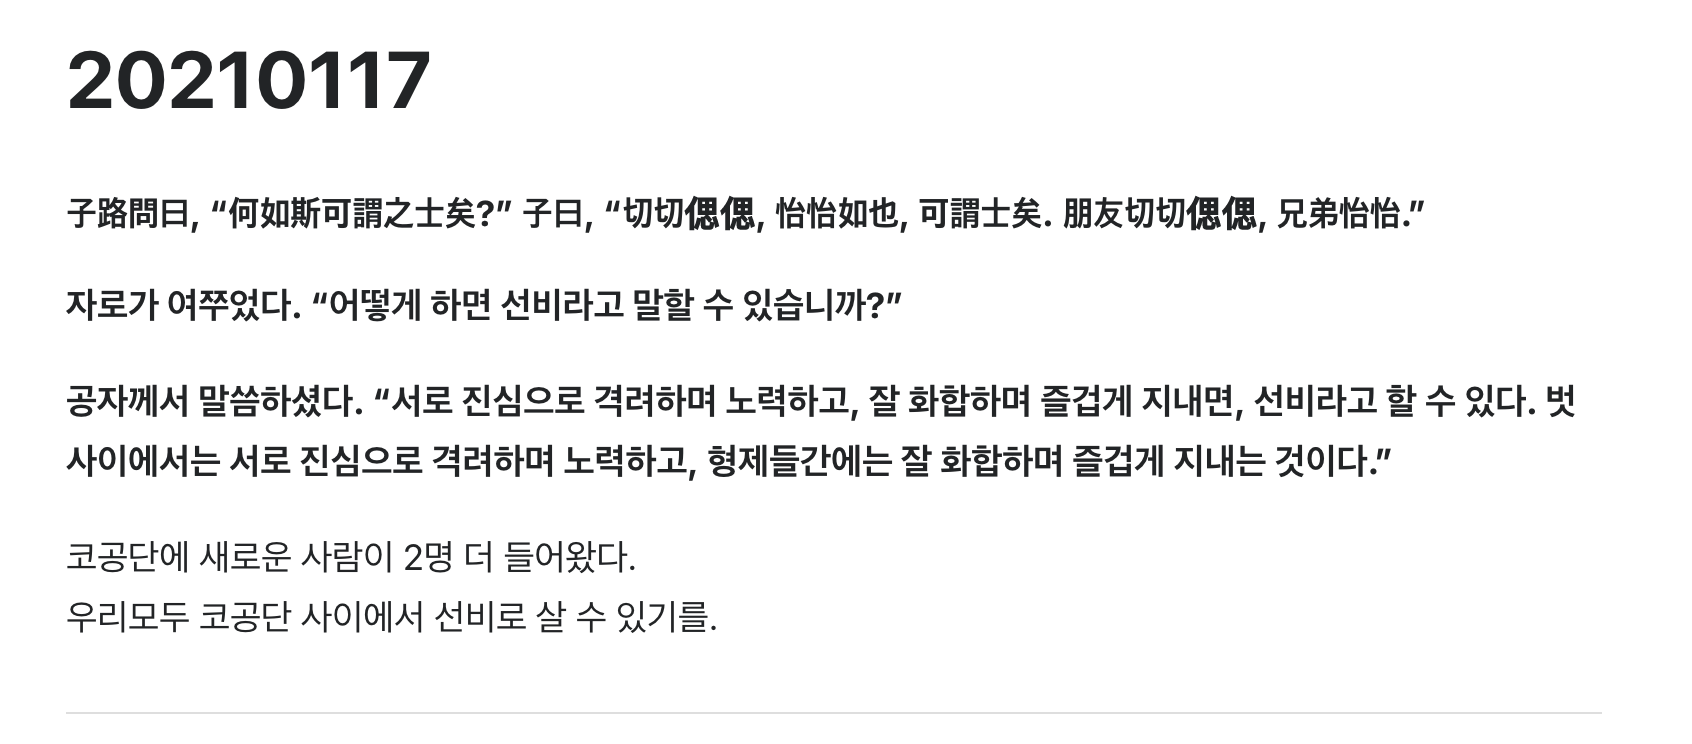 20210117
子路問曰, “何如斯可謂之士矣?” 子曰, “切切偲偲, 怡怡如也, 可謂士矣. 朋友切切偲偲, 兄弟怡怡.”
자로가 여쭈었다. “어떻게 하면 선비라고 말할 수 있습니까?”
공자께서 말씀하셨다. “서로 진심으로 격려하며 노력하고, 잘 화합하며 즐겁게 지내면, 선비라고 할 수 있다. 벗
사이에서는 서로 진심으로 격려하며 노력하고, 형제들간에는 잘 화합하며 즐겁게 지내는 것이다.”
코공단에 새로운 사람이 2명 더 들어왔다.
우리모두 코공단 사이에서 선비로 살 수 있기를.